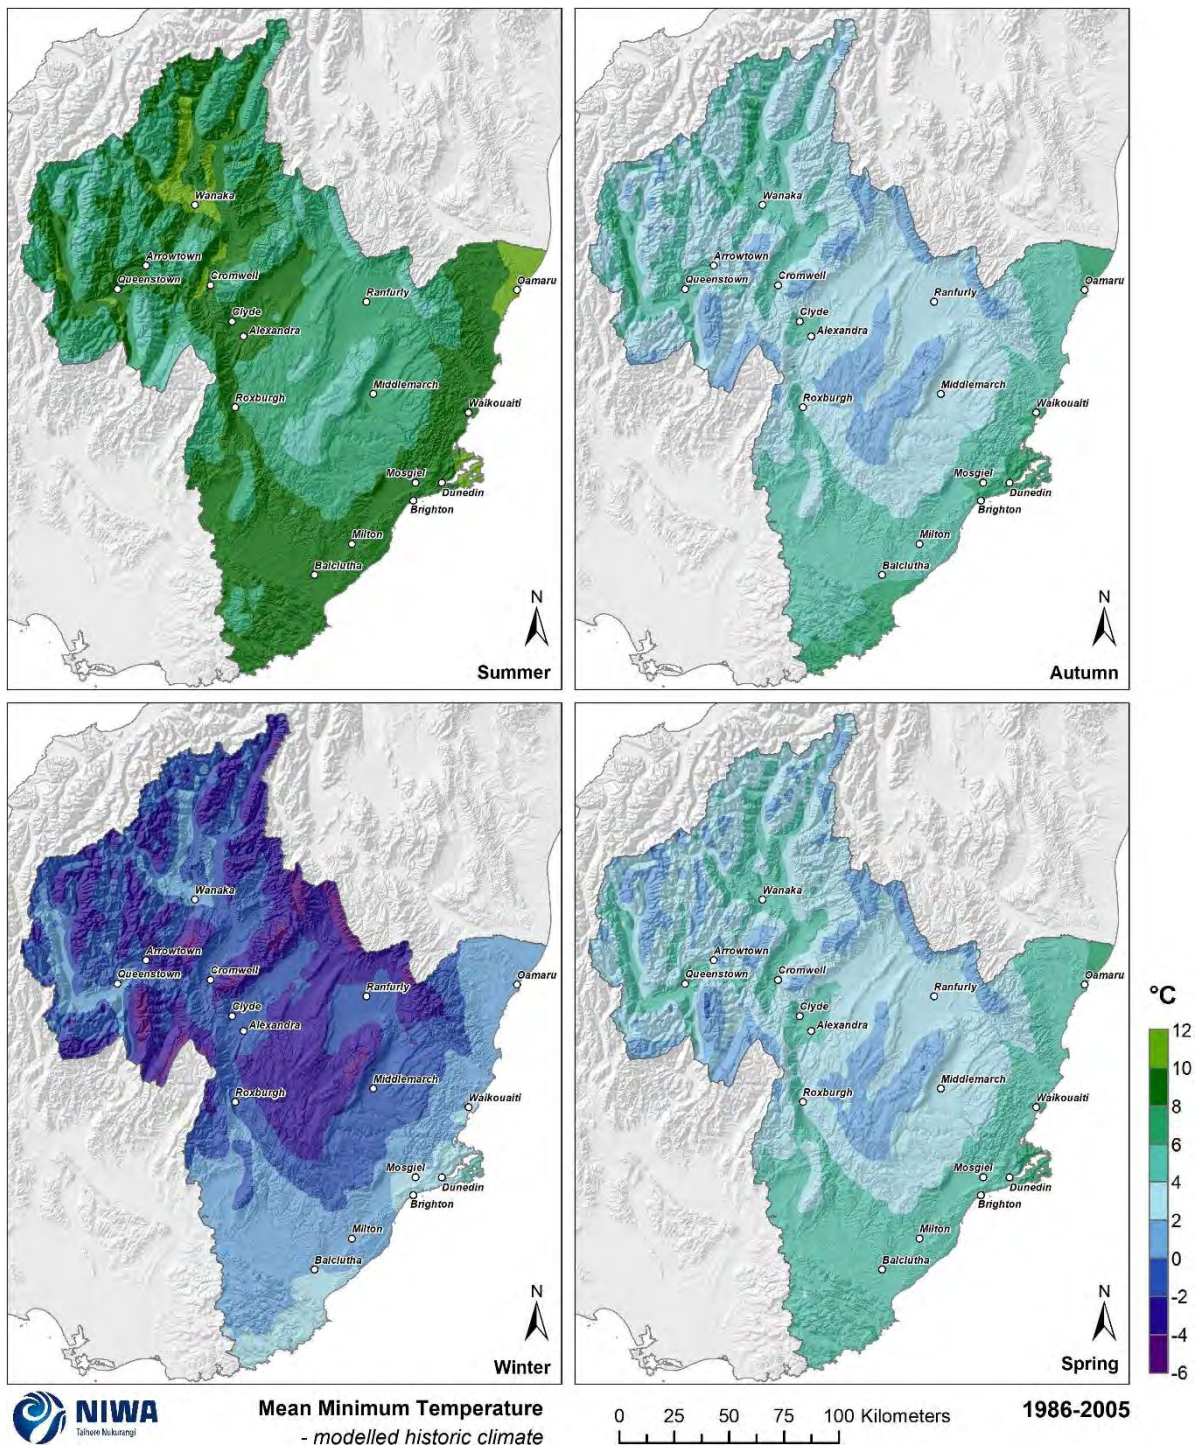 Wanaka
Arrowtown
Queenstown
Cromwell
Oamaru
Ranfurly
Clyde
Alexandra
Middlemarch
Roxburgh
Waikouaiti
Mosgiel
Dunedin
Brighton
Milton
Balclutha
N
Summer
Wanaka
Arrowtown
Queenstown
Cromwell
Oamaru
Ranfurly
Clyde
Alexandra
Middlemarch
Roxburgh
Waikouaiti
Mosgiel
Dunedin
Brighton
Milton
Balclutha
N
Autumn
Wanaka
Arrowtown
Queenstown
Cromwell
Oamaru
Ranfurly
Clyde
Alexandra
Middlemarch
Roxburgh
Waikouaiti
Mosgiel
Dunedin
Brighton
Milton
Balclutha
N
Winter
Wanaka
Arrowtown
Queenstown
Cromwell
Oamaru
Ranfurly
Clyde
Alexandra
Middlemarch
Roxburgh
Waikouaiti
Mosgiel
Dunedin
Brighton
Milton
Balclutha
N
Spring
°C
12
10
8
6
4
2
0
-2
-4
-6
NIWA
Taihoro Nukurangi
Mean Minimum Temperature
- modelled historic climate
0 25 50 75 100 Kilometers
1986-2005